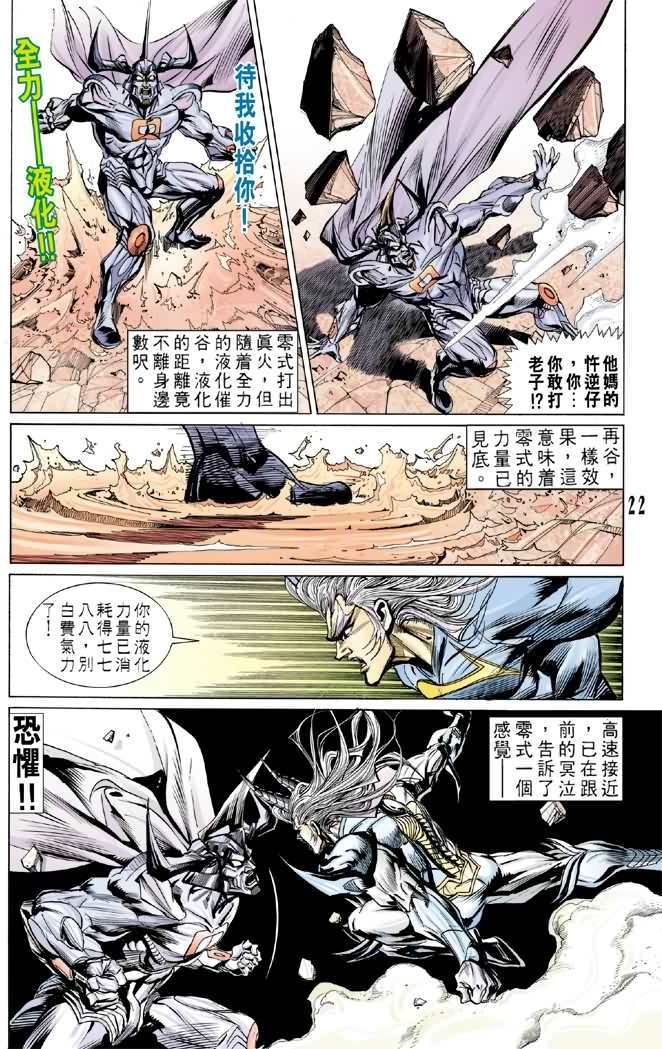 他媽的
忤逆仔
，你…
你敢打
老子!?
待我收拾你！
全力──液化!!
零式打出
眞火，但
隨着全力
的液化催
谷，液化
的距離竟
不離身邊
數呎。
再谷，
一樣效
果，這
意味着
零式的
力量已
見底。
22
你的液化
力量已消
耗得七七
八八，別
白費氣力
了！
高速接近
，已在跟
前的冥泣
，告訴了
零式一個
感覺──
恐懼!!